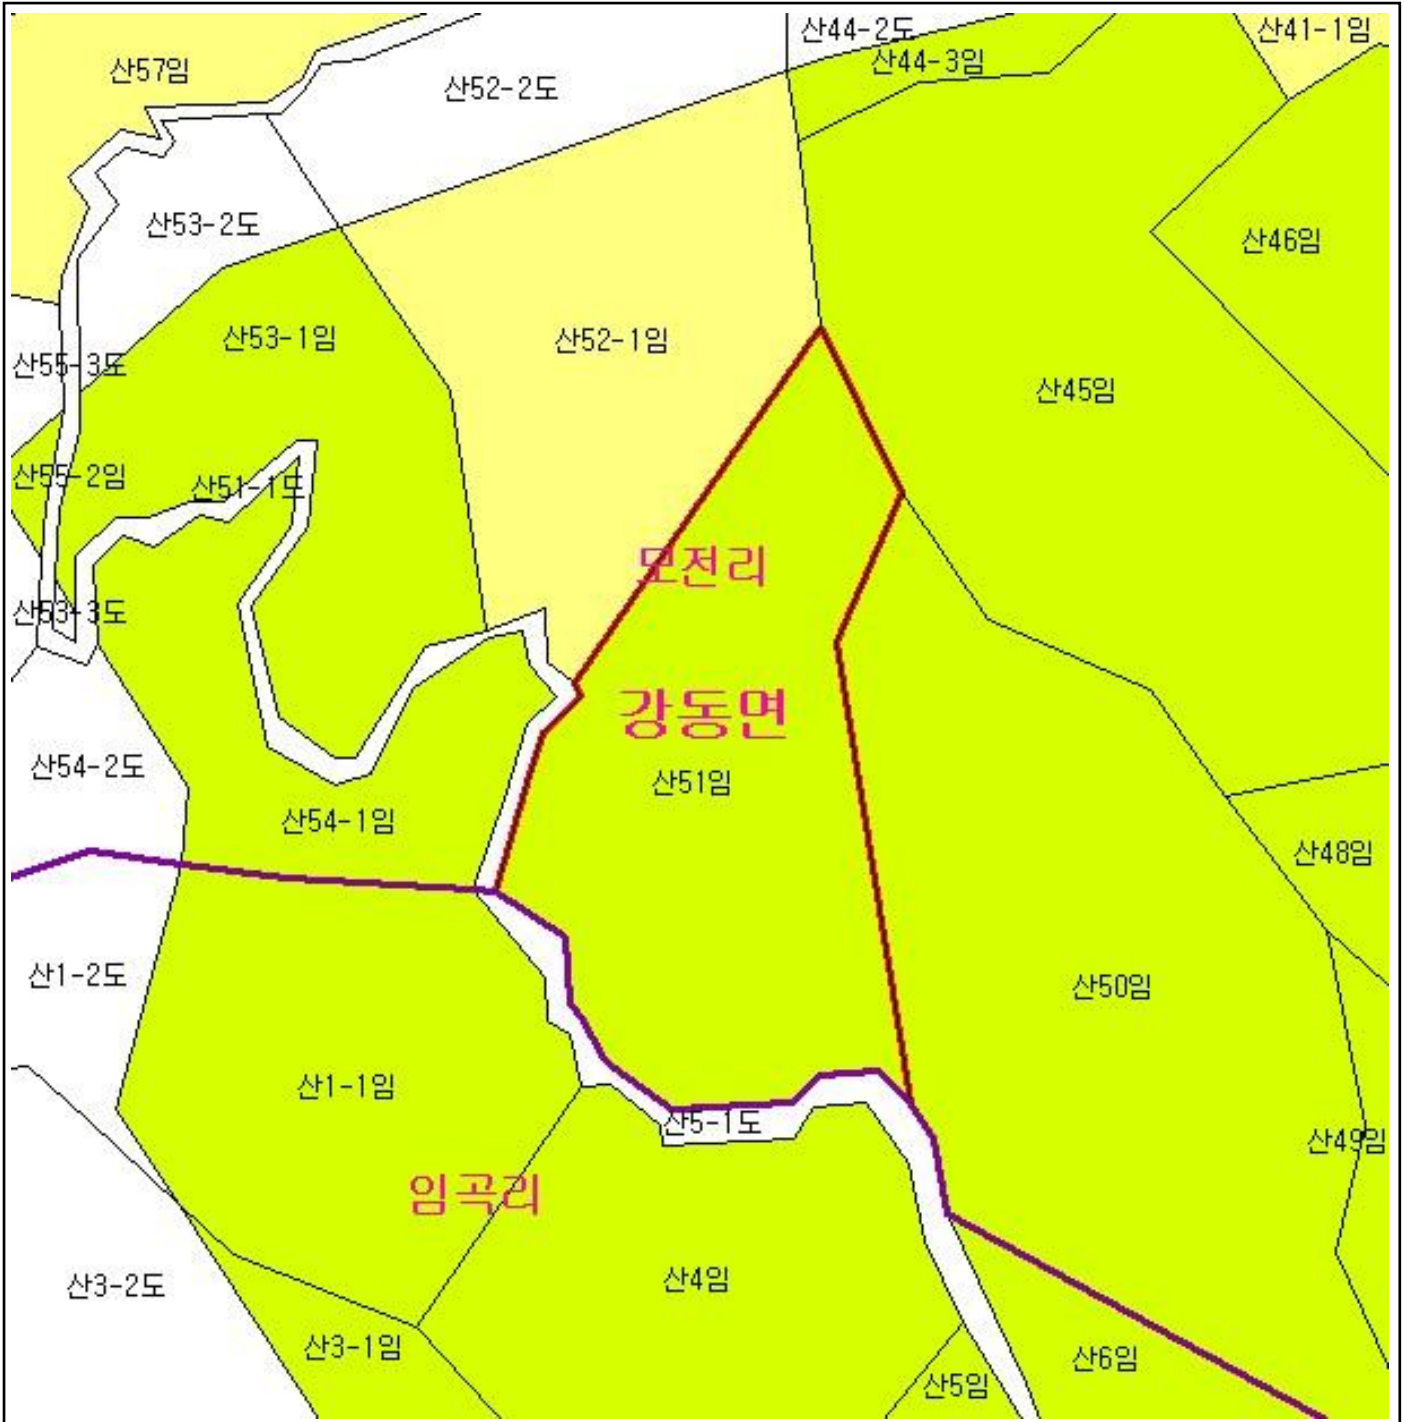 산44-2도
산41-1임
산57임
산44-3임
산52-2도
산53-2도
산46임
산53-1임
산52-1임
산55-3도
산45임
산55-2임
산51-1도
모전리
산53-3도
강동면
산54-2도
산51임
산54-1임
산48임
산1-2도
산50임
산1-1임
산5-1도
산49임
임곡리
산3-2도
산4임
산3-1임
산6임
산5임